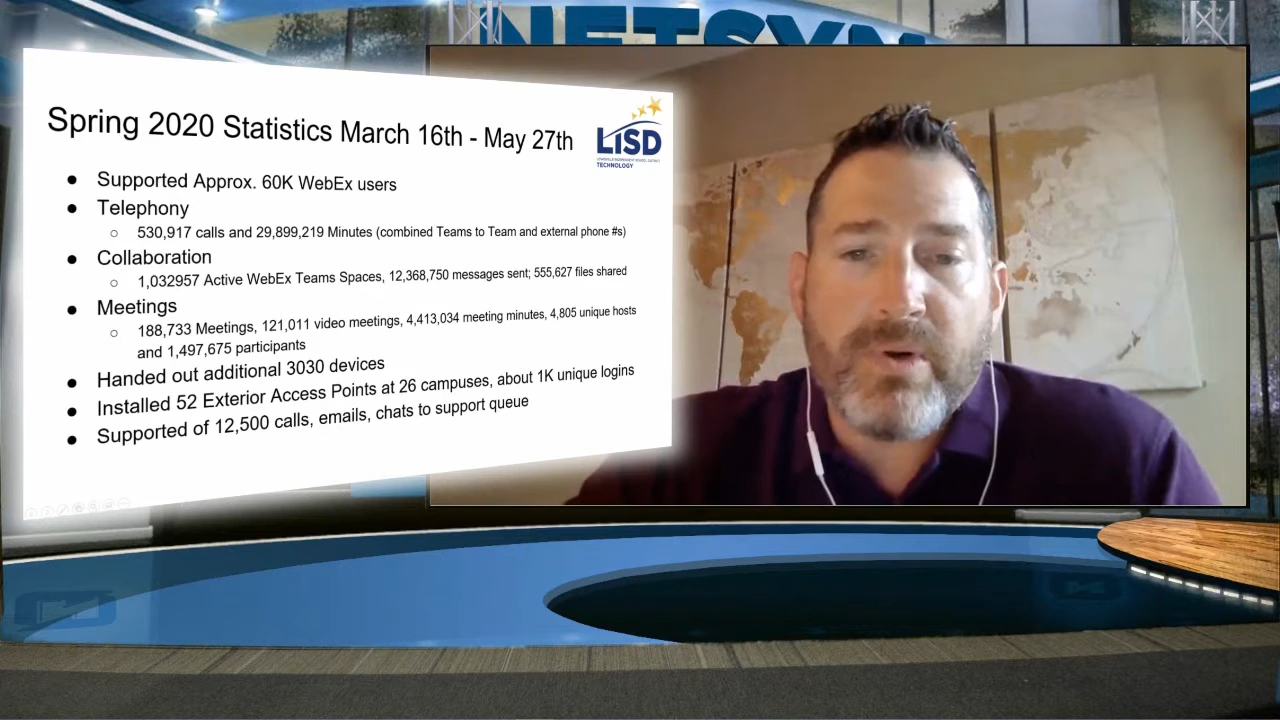 NETSYN
Spring 2020 Statistics March 16th - May 27th
LISD
LEWISVILLE INDEPENDENT SCHOOL DISTRICT
TECHNOLOGY
● Supported Approx. 60K WebEx users
● Telephony
○ 530,917 calls and 29,899,219 Minutes (combined Teams to Team and external phone #s)
● Collaboration
○ 1,032957 Active WebEx Teams Spaces, 12,368,750 messages sent; 555,627 files shared
● Meetings
○ 188,733 Meetings, 121,011 video meetings, 4,413,034 meeting minutes, 4,805 unique hosts
and 1,497,675 participants
● Handed out additional 3030 devices
● Installed 52 Exterior Access Points at 26 campuses, about 1K unique logins
● Supported of 12,500 calls, emails, chats to support queue